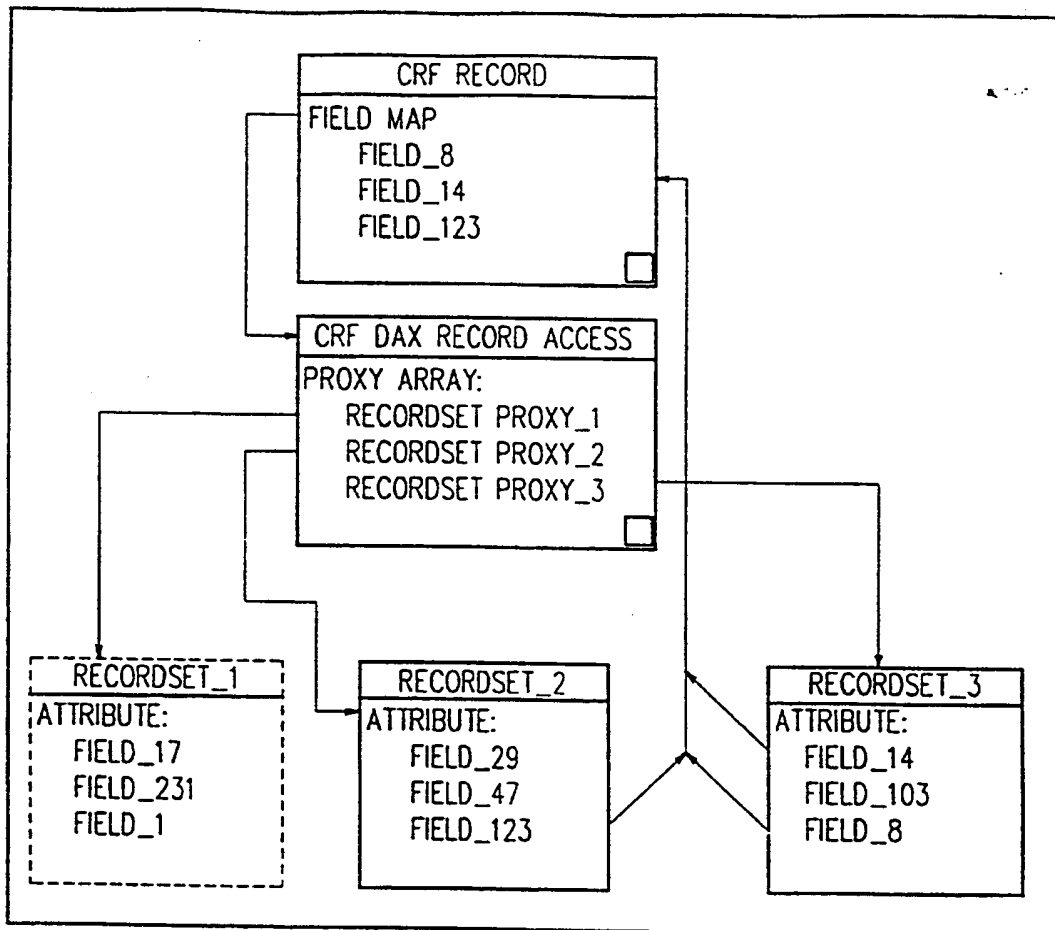 CRF RECORD
FIELD MAP
FIELD_8
FIELD_14
FIELD_123
CRF DAX RECORD ACCESS
PROXY ARRAY:
RECORDSET PROXY_1
RECORDSET PROXY_2
RECORDSET PROXY_3
RECORDSET_1
ATTRIBUTE:
FIELD_17
FIELD_231
FIELD_1
RECORDSET_2
ATTRIBUTE:
FIELD_29
FIELD_47
FIELD_123
RECORDSET_3
ATTRIBUTE:
FIELD_14
FIELD_103
FIELD_8